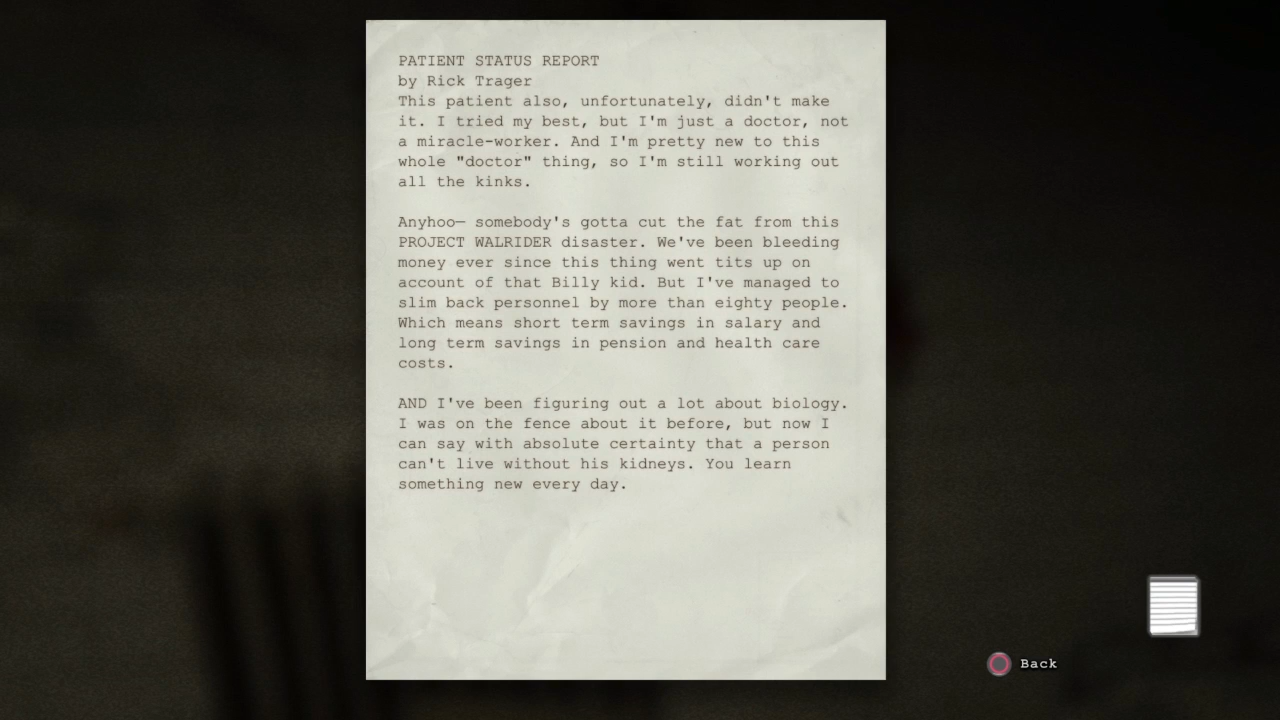 PATIENT STATUS REPORT
by Rick Trager
This patient also, unfortunately, didn't make
it. I tried my best, but I'm just a doctor, not
a miracle-worker. And I'm pretty new to this
whole "doctor" thing, so I'm still working out
all the kinks.
Anyhoo— somebody's gotta cut the fat from this
PROJECT WALRIDER disaster. We've been bleeding
money ever since this thing went tits up on
account of that Billy kid. But I've managed to
slim back personnel by more than eighty people.
Which means short term savings in salary and
long term savings in pension and health care
costs.
AND I've been figuring out a lot about biology.
I was on the fence about it before, but now I
can say with absolute certainty that a person
can't live without his kidneys. You learn
something new every day.
Back